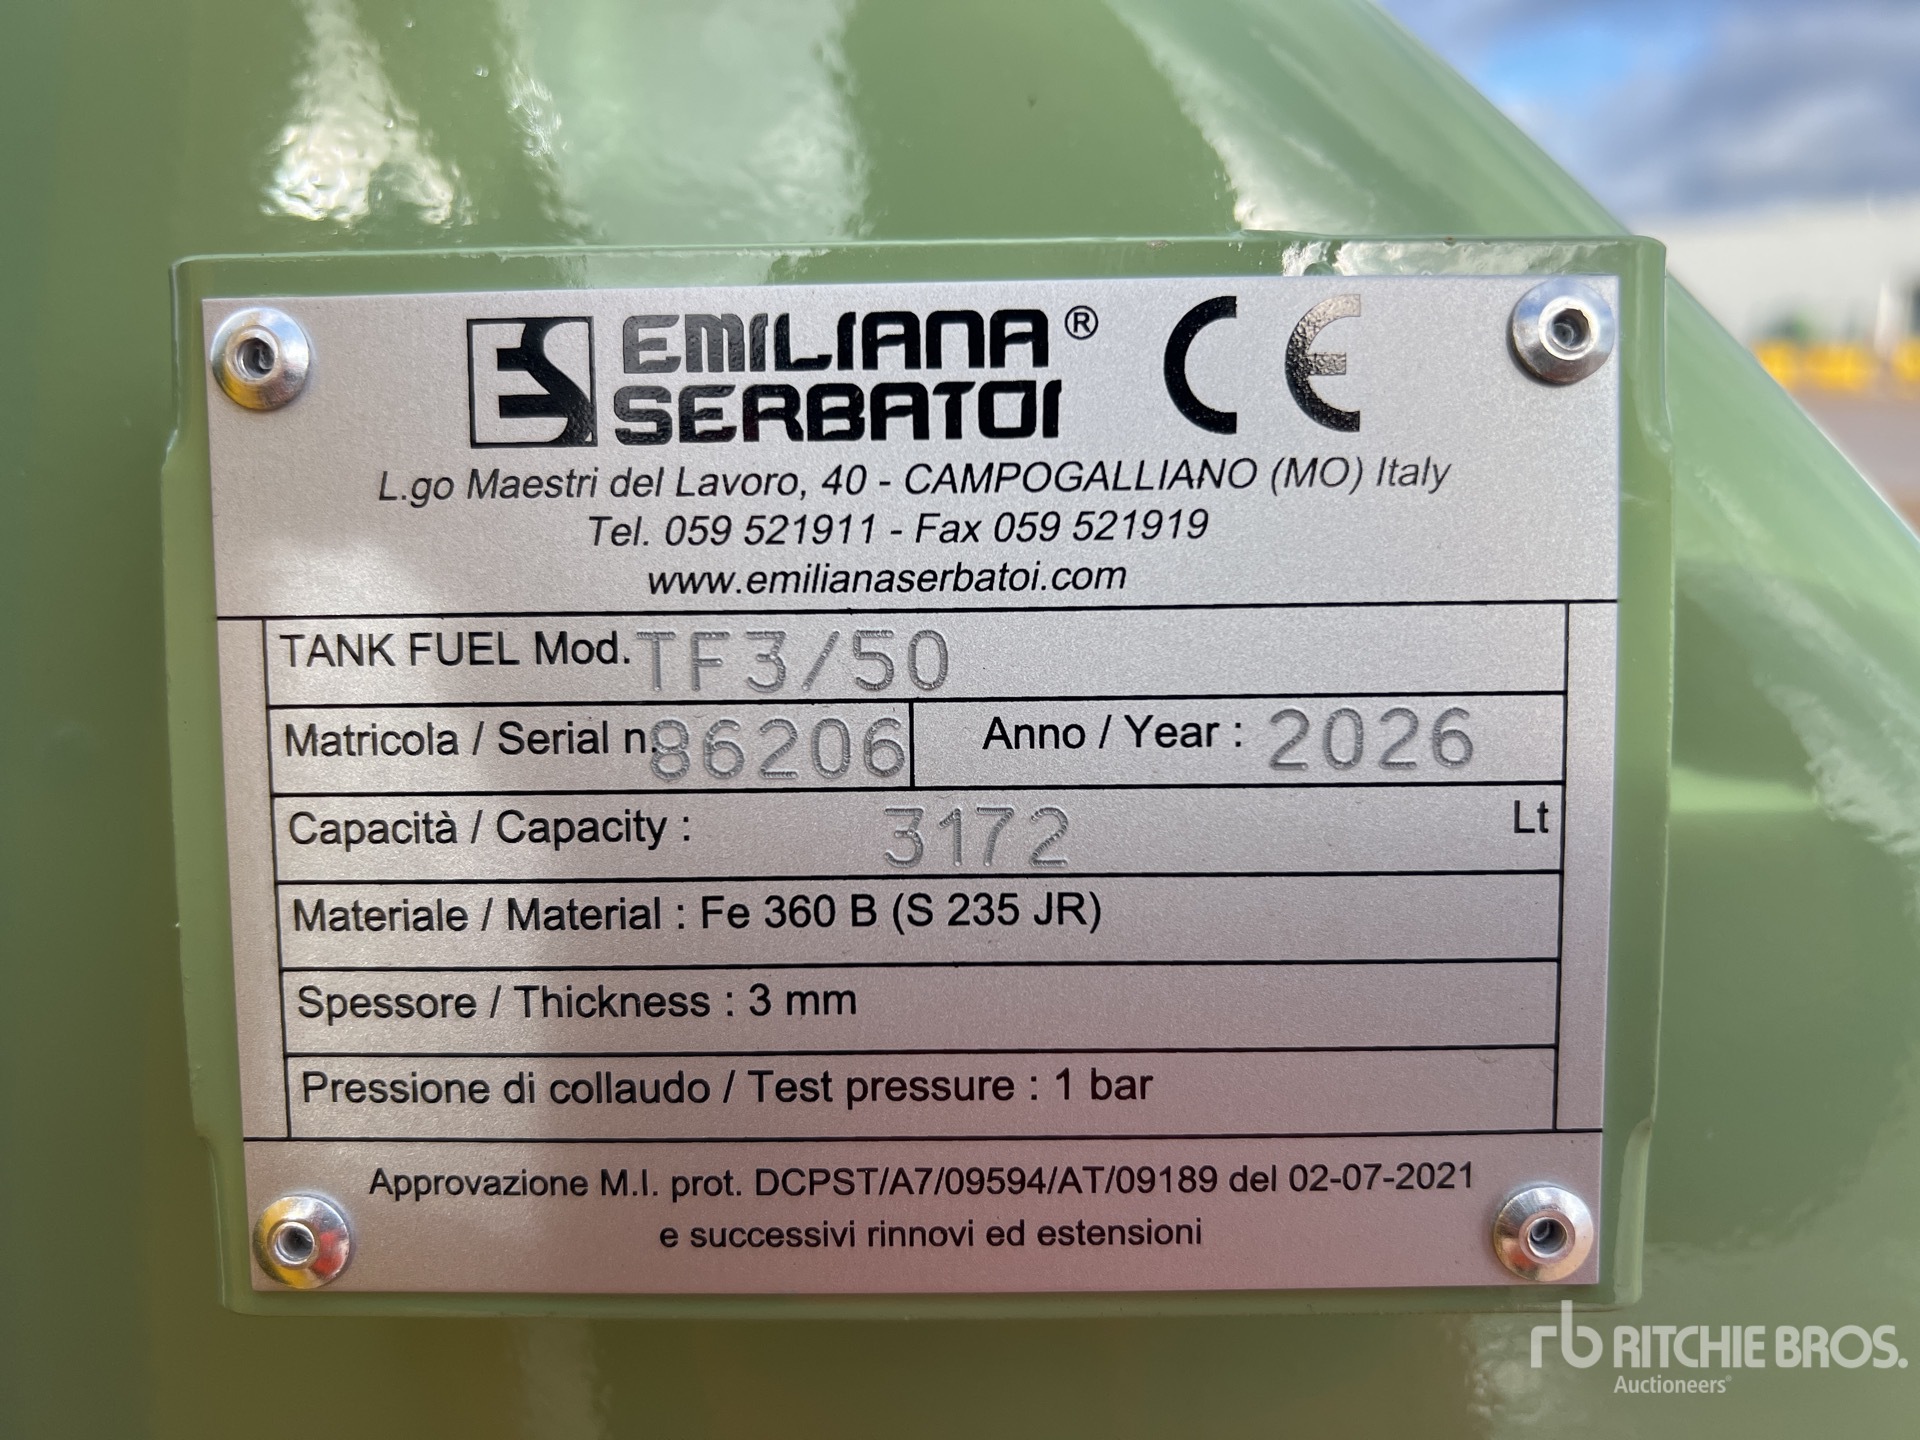 EMILIANA® CE
SERBATOI
L.go Maestri del Lavoro, 40 - CAMPOGALLIANO (MO) Italy
Tel. 059 521911 - Fax 059 521919
www.emilianaserbatoi.com
TANK FUEL Mod. TF3/50
Matricola / Serial n. 86206 Anno / Year : 2026
Capacità / Capacity : 3172 Lt
Materiale / Material : Fe 360 B (S 235 JR)
Spessore / Thickness : 3 mm
Pressione di collaudo / Test pressure : 1 bar
Approvazione M.I. prot. DCPST/A7/09594/AT/09189 del 02-07-2021
e successivi rinnovi ed estensioni
rb RITCHIE BROS.
Auctioneers